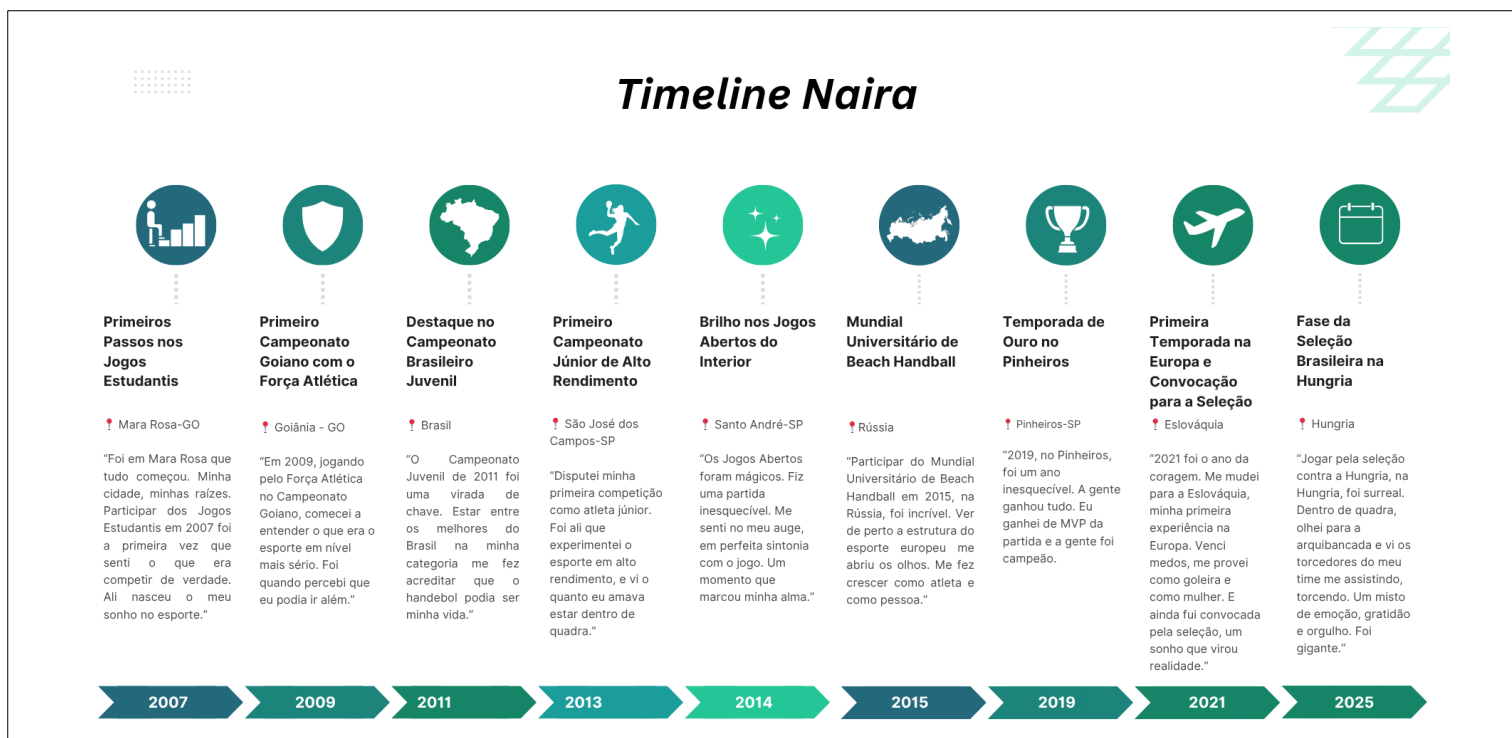 Timeline Naira
Primeiros
Passos nos
Jogos
Estudantis
Mara Rosa-GO
“Foi em Mara Rosa que
tudo começou. Minha
cidade, minhas raízes.
Participar dos Jogos
Estudantis em 2007 foi
a primeira vez que
senti o que era
competir de verdade.
Ali nasceu o meu
sonho no esporte.”
2007
Primeiro
Campeonato
Goiano com o
Força Atlética
Goiânia - GO
“Em 2009, jogando
pelo Força Atlética
no Campeonato
Goiano, comecei a
entender o que era o
esporte em nível
mais sério. Foi
quando percebi que
eu podia ir além.”
2009
Destaque no
Campeonato
Brasileiro
Juvenil
Brasil
“O Campeonato
Juvenil de 2011 foi
uma virada de
chave. Estar entre
os melhores do
Brasil na minha
categoria me fez
acreditar que o
handebol podia ser
minha vida.”
2011
Primeiro
Campeonato
Júnior de Alto
Rendimento
São José dos
Campos-SP
“Disputei minha
primeira competição
como atleta júnior.
Foi ali que
experimentei o
esporte em alto
rendimento, e vi o
quanto eu amava
estar dentro de
quadra.”
2013
Brilho nos Jogos
Abertos do
Interior
Santo André-SP
“Os Jogos Abertos
foram mágicos. Fiz
uma partida
inesquecível. Me
senti no meu auge,
em perfeita sintonia
com o jogo. Um
momento que
marcou minha alma.”
2014
Mundial
Universitário de
Beach Handball
Rússia
“Participar do Mundial
Universitário de Beach
Handball em 2015, na
Rússia, foi incrível. Ver
de perto a estrutura do
esporte europeu me
abriu os olhos. Me fez
crescer como atleta e
como pessoa.”
2015
Temporada de
Ouro no
Pinheiros
Pinheiros-SP
“2019, no Pinheiros,
foi um ano
inesquecível. A gente
ganhou tudo. Eu
ganhei de MVP da
partida e a gente foi
campeão.
2019
Primeira
Temporada na
Europa e
Convocação
para a Seleção
Eslováquia
“2021 foi o ano da
coragem. Me mudei
para a Eslováquia,
minha primeira
experiência na
Europa. Venci
medos, me provei
como goleira e
como mulher. E
ainda fui convocada
pela seleção, um
sonho que virou
realidade.”
2021
Fase da
Seleção
Brasileira na
Hungria
Hungria
“Jogar pela seleção
contra a Hungria, na
Hungria, foi surreal.
Dentro de quadra,
olhei para a
arquibancada e vi os
torcedores do meu
time me assistindo,
torcendo. Um misto
de emoção, gratidão
e orgulho. Foi
gigante.”
2025